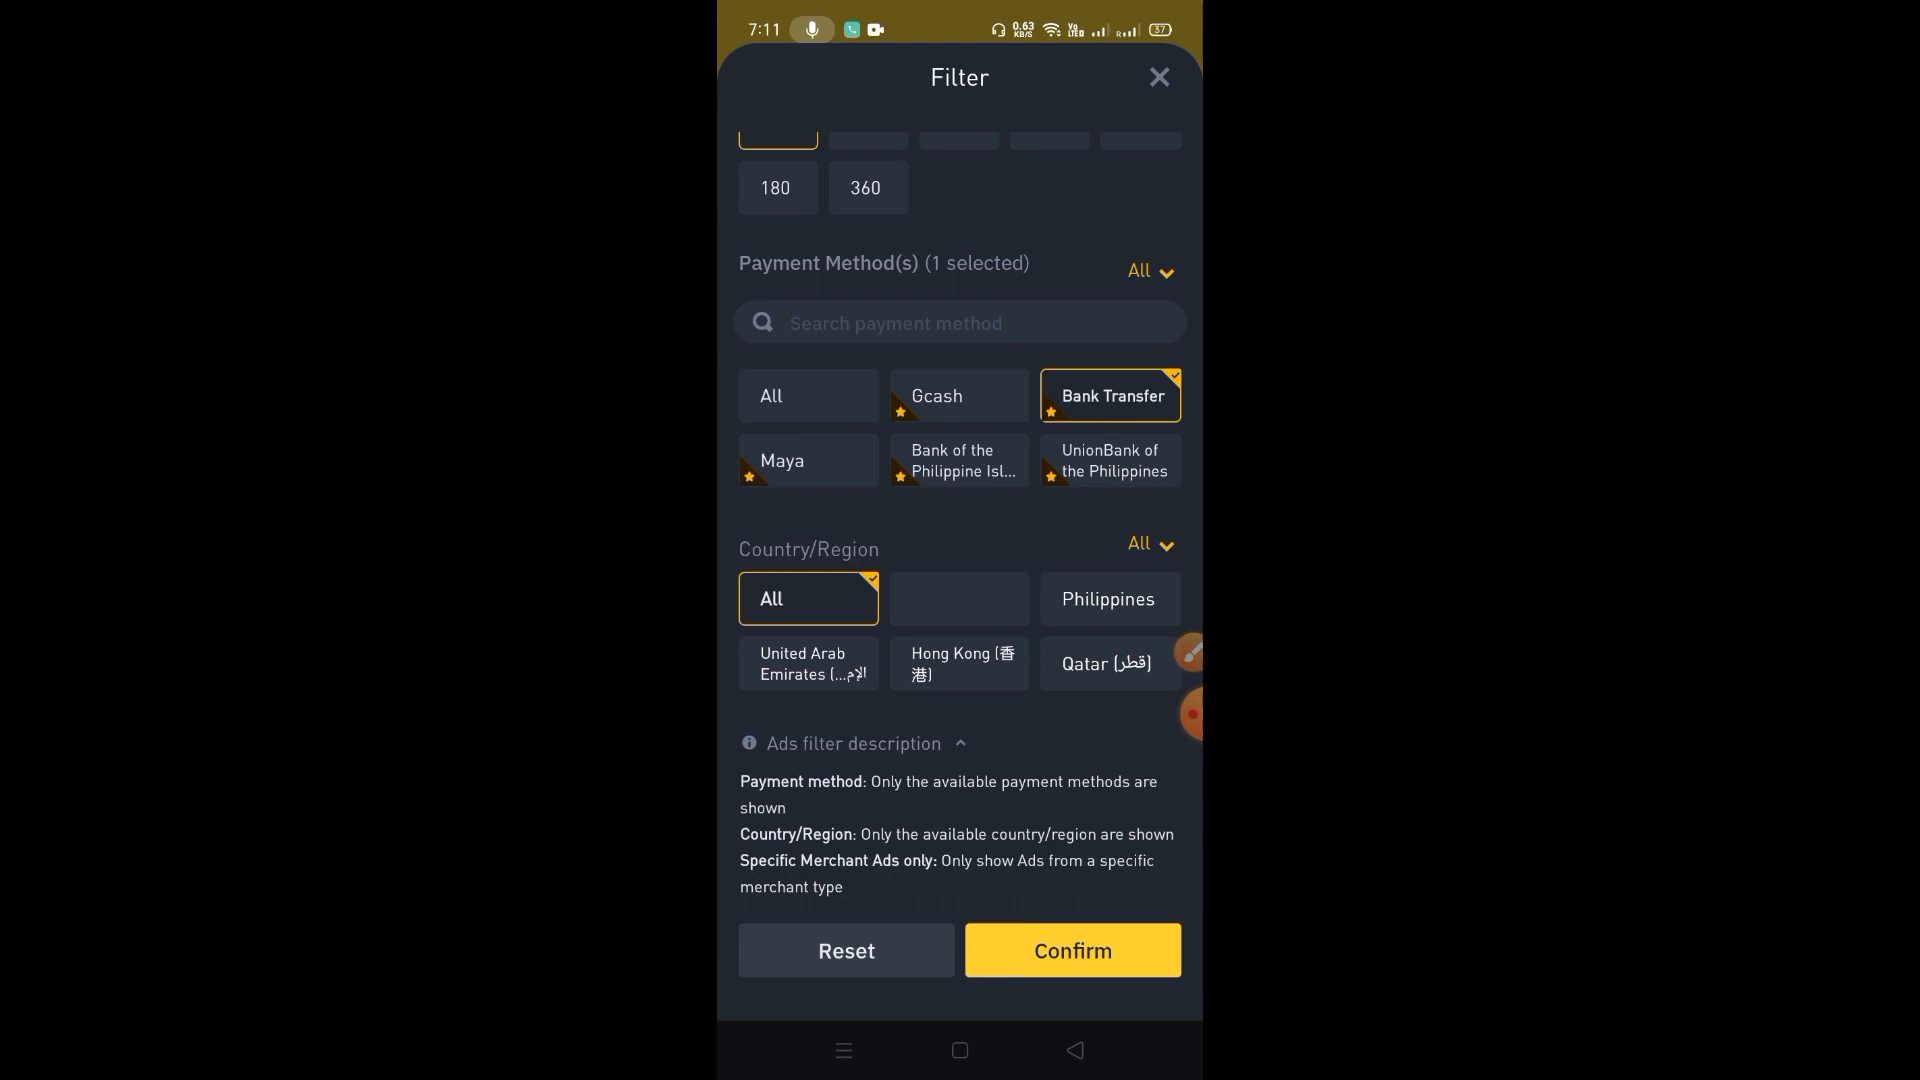 7:11
0.63
KB/S
Vo
LTE
R
37
Filter
180
360
Payment Method(s) (1 selected)
All
Search payment method
All
Gcash
Bank Transfer
Maya
Bank of the
Philippine Isl...
UnionBank of
the Philippines
Country/Region
All
All
Philippines
United Arab
Emirates (...الإم
Hong Kong (香
港)
Qatar (قطر)
Ads filter description
Payment method: Only the available payment methods are
shown
Country/Region: Only the available country/region are shown
Specific Merchant Ads only: Only show Ads from a specific
merchant type
Reset
Confirm